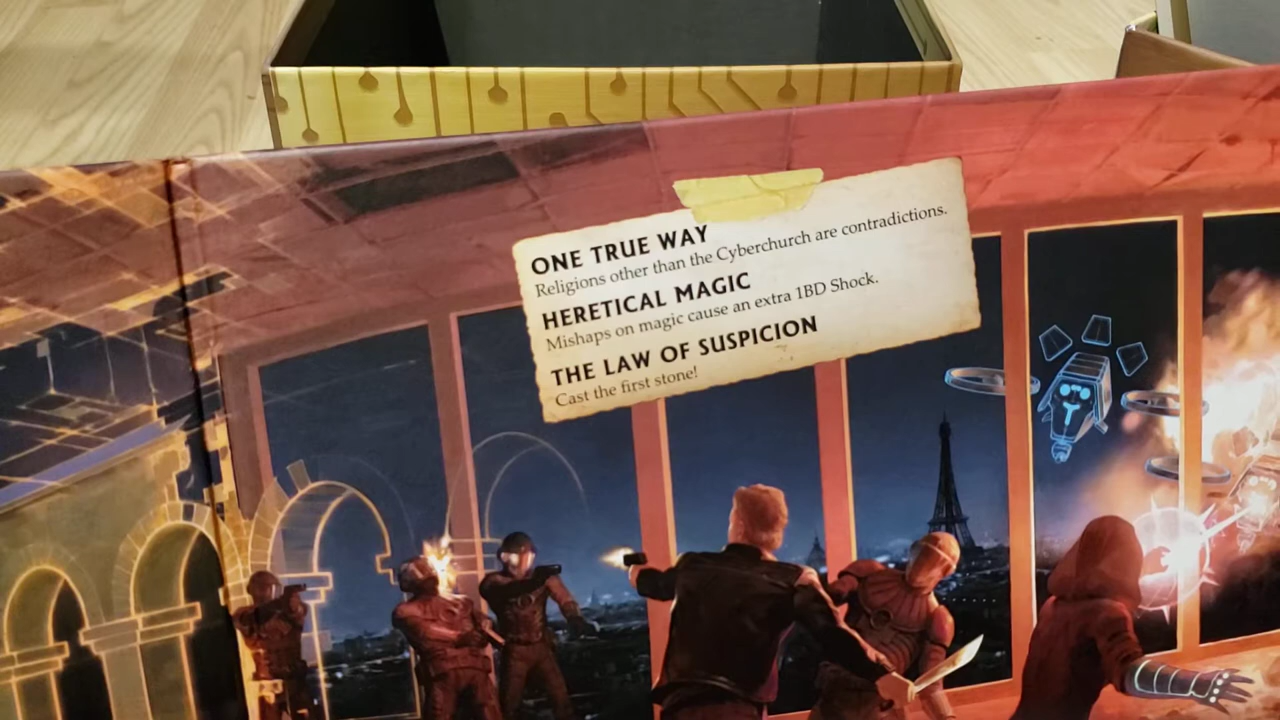 ONE TRUE WAY
Religions other than the Cyberchurch are contradictions.
HERETICAL MAGIC
Mishaps on magic cause an extra 1BD Shock.
THE LAW OF SUSPICION
Cast the first stone!